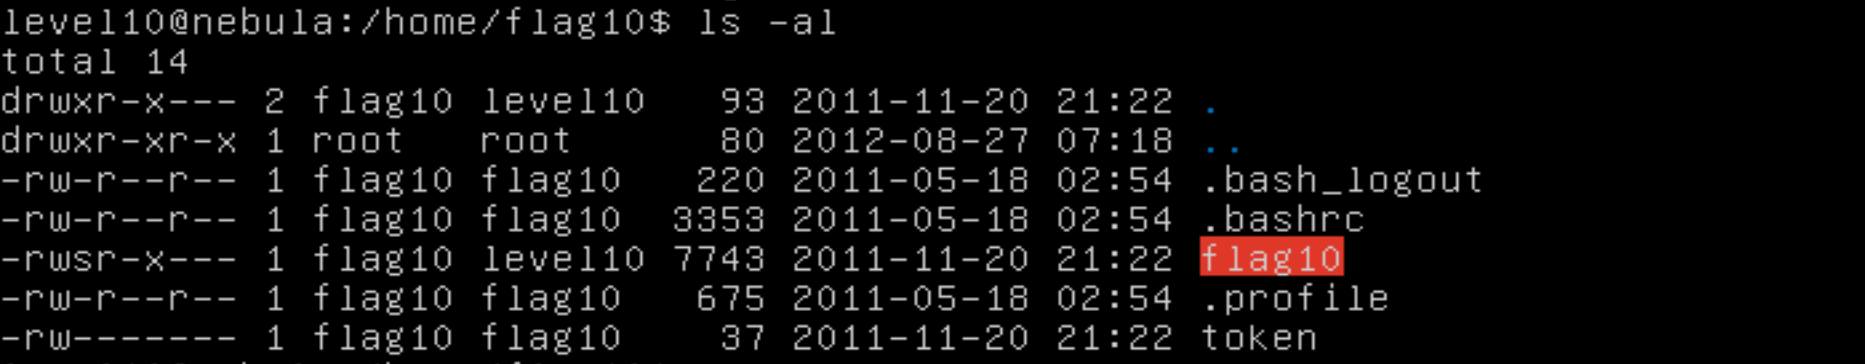 level10@nebula:/home/flag10$ ls -al
total 14
drwxr-x--- 2 flag10 level10   93 2011-11-20 21:22 .
drwxr-xr-x 1 root   root      80 2012-08-27 07:18 ..
-rw-r--r-- 1 flag10 flag10   220 2011-05-18 02:54 .bash_logout
-rw-r--r-- 1 flag10 flag10  3353 2011-05-18 02:54 .bashrc
-rwsr-x--- 1 flag10 level10 7743 2011-11-20 21:22 flag10
-rw-r--r-- 1 flag10 flag10   675 2011-05-18 02:54 .profile
-rw------- 1 flag10 flag10    37 2011-11-20 21:22 token